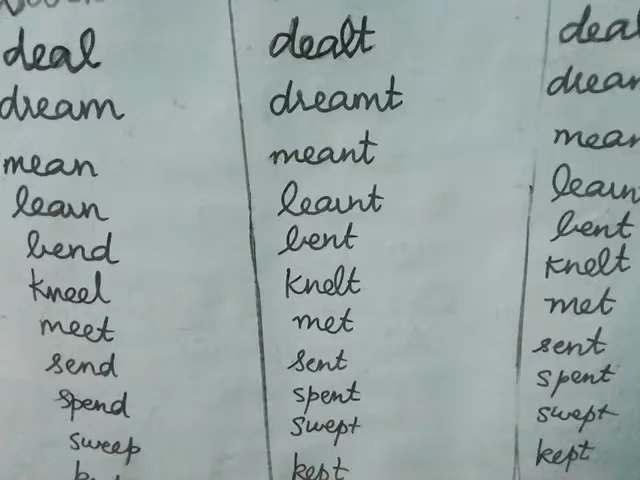 deal dealt
dream dreamt
mean meant
learn learnt
bend bent bent
kneel knelt knelt
meet met met
send sent sent
spend spent spent
sweep swept swept
kept kept